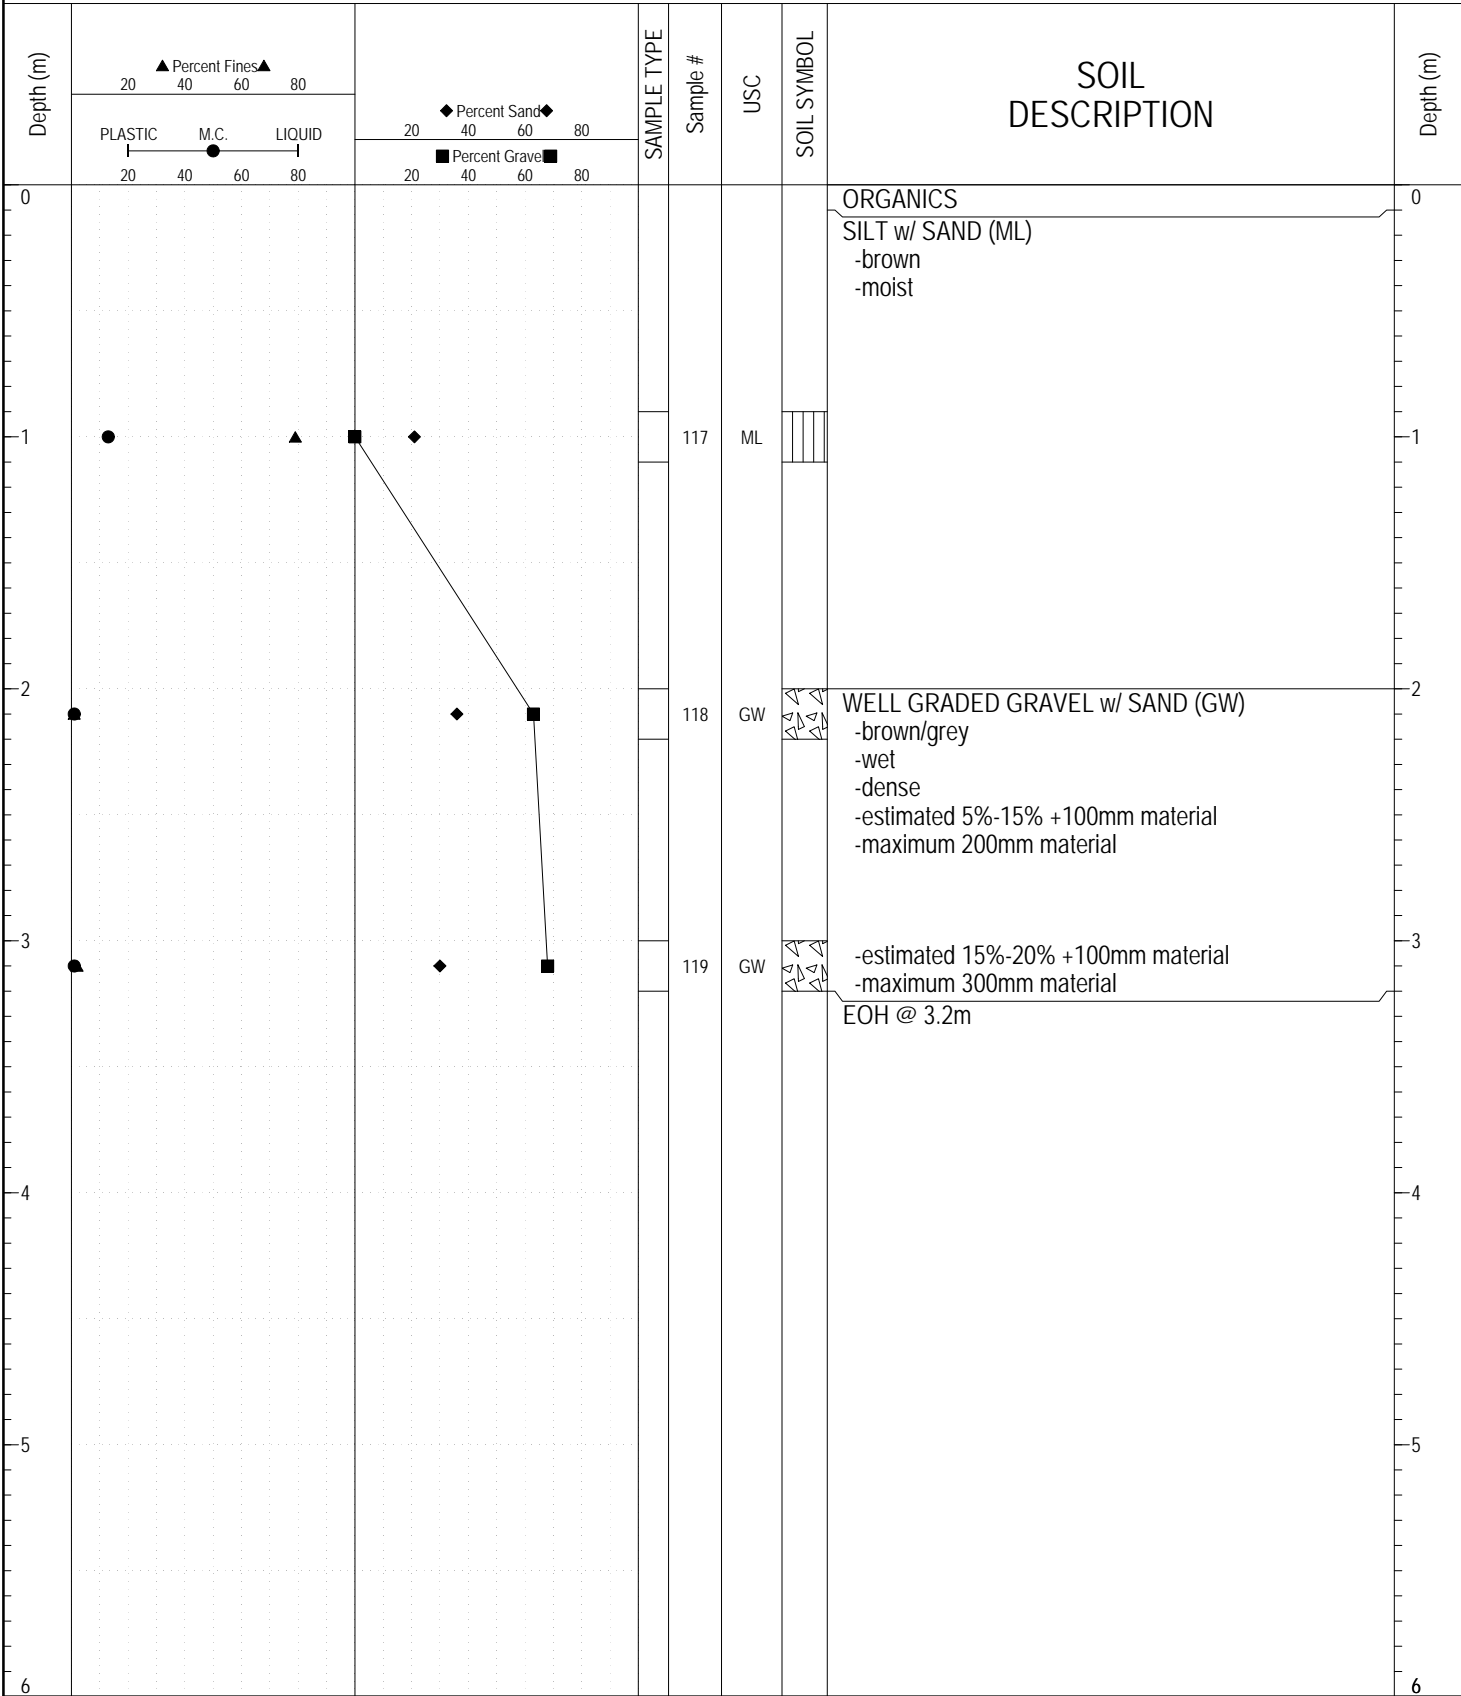 Depth (m)
Percent Fines
20 40 60 80
PLASTIC M.C. LIQUID
20 40 60 80
Percent Sand
20 40 60 80
Percent Gravel
20 40 60 80
SAMPLE TYPE
Sample #
USC
SOIL SYMBOL
SOIL
DESCRIPTION
Depth (m)
0 ORGANICS 0
SILT w/ SAND (ML)
-brown
-moist
1 117 ML 1
2 2
WELL GRADED GRAVEL w/ SAND (GW)
118 GW
-brown/grey
-wet
-dense
-estimated 5%-15% +100mm material
-maximum 200mm material
3 3
-estimated 15%-20% +100mm material
119 GW
-maximum 300mm material
EOH @ 3.2m
4 4
5 5
6 6